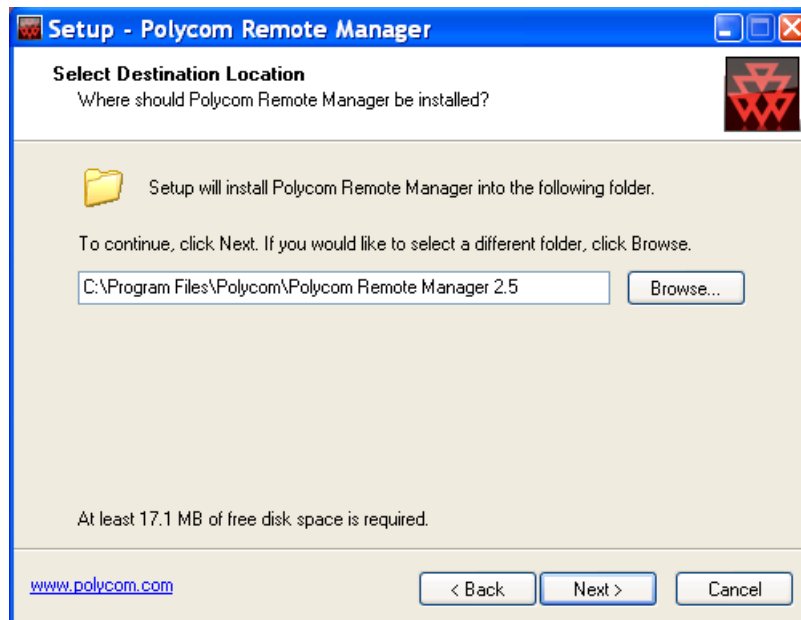 Setup - Polycom Remote Manager
Select Destination Location
Where should Polycom Remote Manager be installed?
Setup will install Polycom Remote Manager into the following folder.
To continue, click Next. If you would like to select a different folder, click Browse.
C:\Program Files\Polycom\Polycom Remote Manager 2.5
Browse...
At least 17.1 MB of free disk space is required.
www.polycom.com
< Back
Next >
Cancel